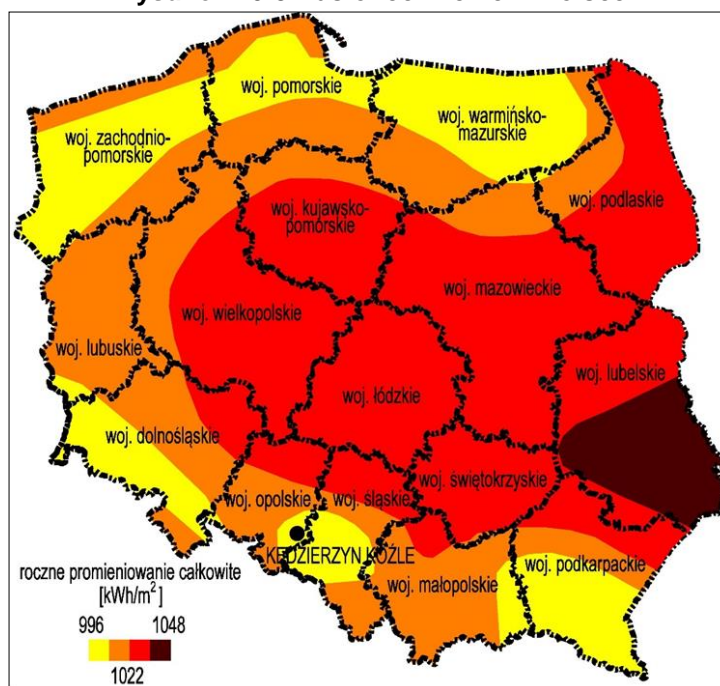 woj. pomorskie
woj. warmińsko-
mazurskie
woj. zachodnio-
pomorskie
woj. podlaskie
woj. kujawsko-
pomorskie
woj. mazowieckie
woj. wielkopolskie
woj. lubuskie
woj. lubelskie
woj. łódzkie
woj. dolnośląskie
woj. świętokrzyskie
woj. opolskie
woj. śląskie
KĘDZIERZYN KOŹLE
woj. podkarpackie
woj. małopolskie
roczne promieniowanie całkowite
[kWh/m²]
996 1048
1022